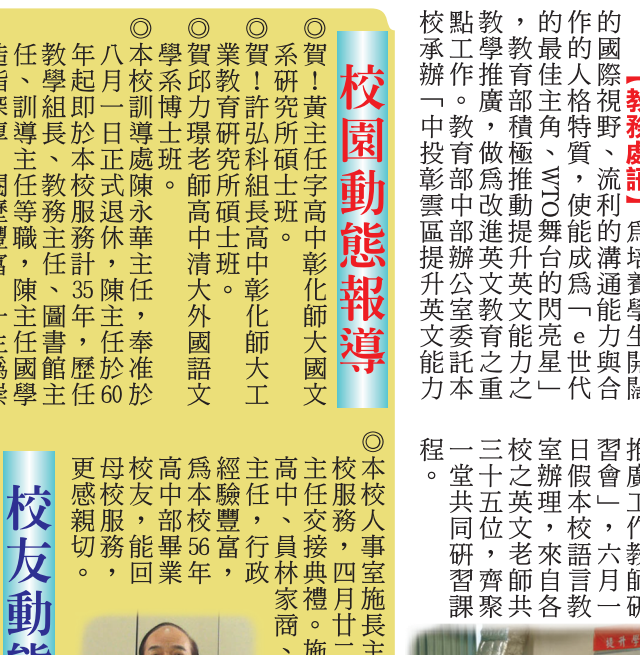 【教務處訊】爲培養學生開闊
的國際視野、流利的溝通能力與合
作的人格特質，使能成爲「e世代
的最佳主角、WTO舞台的閃亮星」
，教育部積極推動提升英文能力之
教學推廣，做爲改進英文教育之重
點工作。教育部中部辦公室委託本
校承辦「中投彰雲區提升英文能力
推廣工作教師研
習會」，六月一
日假本校語言教
室辦理，來自各
校之英文老師共
三十五位，齊聚
一堂共同研習課
程。
校園動態報導
◎賀！黃主任字高中彰化師大國文
系研究所碩士班。
◎賀！許弘科組長高中彰化師大工
業教育研究所碩士班。
◎賀邱力璟老師高中清大外國語文
學系博士班。
◎本校訓導處陳永華主任，奉准於
八月一日正式退休，陳主任於60
年起即於本校服務計35年，歷任
教學組長、教務主任、圖書館主
任、訓導主任等職，陳主任國學
◎本校人事室施長主
校服務，四月廿二
主任交接典禮。施
高中、員林家商、
主任，行政
經驗豐富，
爲本校56年
高中部畢業
校友，能回
母校服務，
更感親切。
校友動態